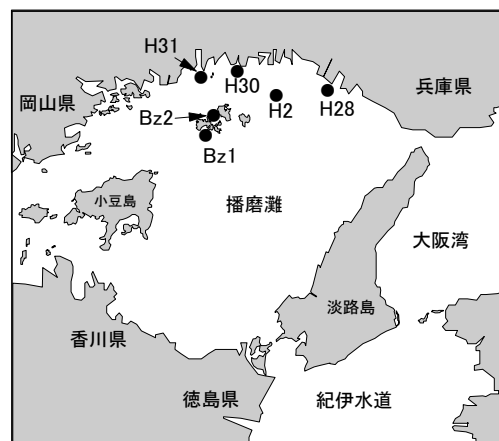 H31
H30
兵庫県
岡山県
H2
H28
Bz2
Bz1
小豆島
播磨灘
大阪湾
淡路島
香川県
徳島県
紀伊水道